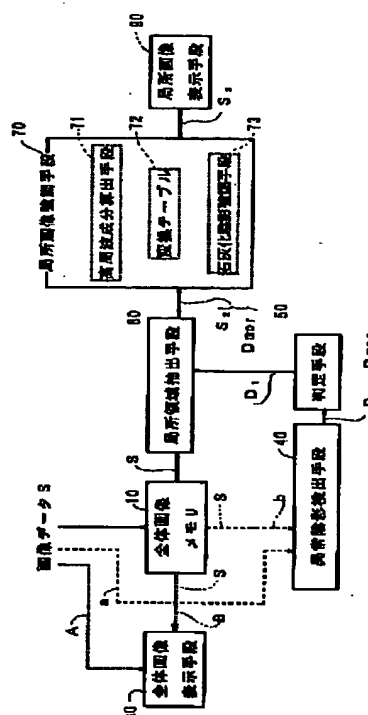 画像データ S
A
a
全体画像
表示手段
B
S
10
全体画像
メモリ
S
b
S
60
局所領域抽出手段
40
異常陰影検出手段
判定手段
50
D₁
S₂
Dmor
70
局所画像強調手段
71
高周波成分算出手段
72
変換テーブル
73
石灰化陰影強調手段
S₃
局所画像
表示手段